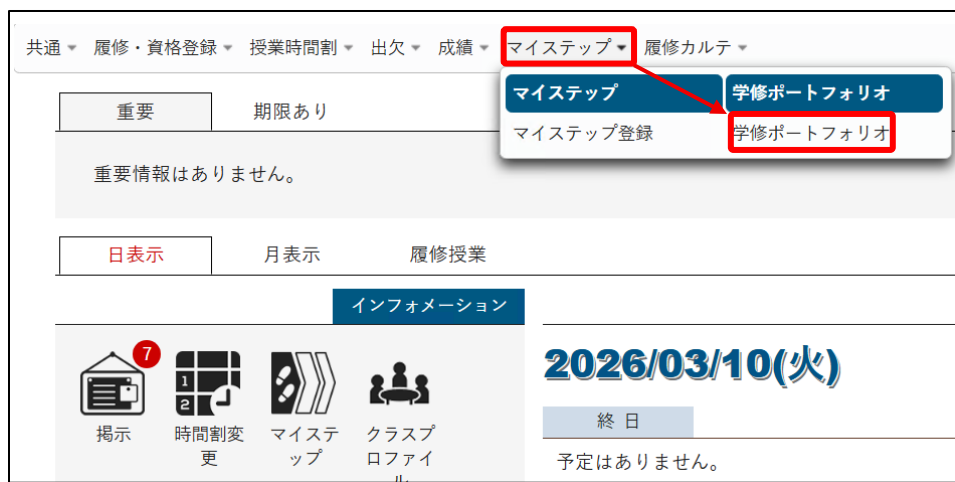 共通 履修・資格登録 授業時間割 出欠 成績 マイステップ 履修カルテ
マイステップ 学修ポートフォリオ
マイステップ登録 学修ポートフォリオ
重要 期限あり
重要情報はありません。
日表示 月表示 履修授業
インフォメーション
7
1
2
掲示
時間割変
更
マイステ
ップ
クラスプ
ロファイ
ル
2026/03/10(火)
終日
予定はありません。